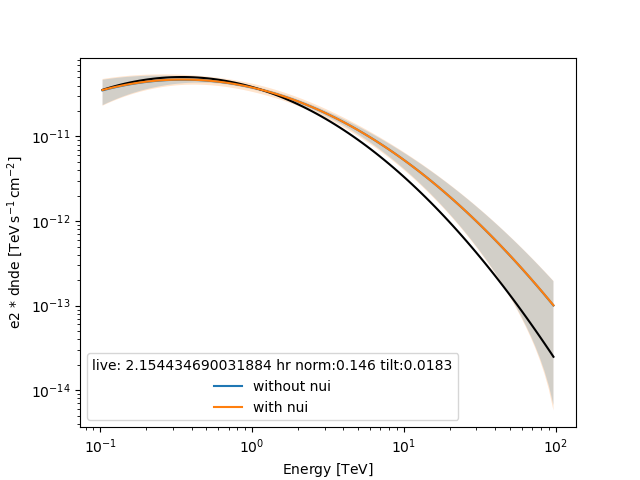 e2 * dnde [TeV s⁻¹ cm⁻²]
10⁻¹¹
10⁻¹²
10⁻¹³
10⁻¹⁴
live: 2.154434690031884 hr norm:0.146 tilt:0.0183
without nui
with nui
10⁻¹ 10⁰ 10¹ 10²
Energy [TeV]